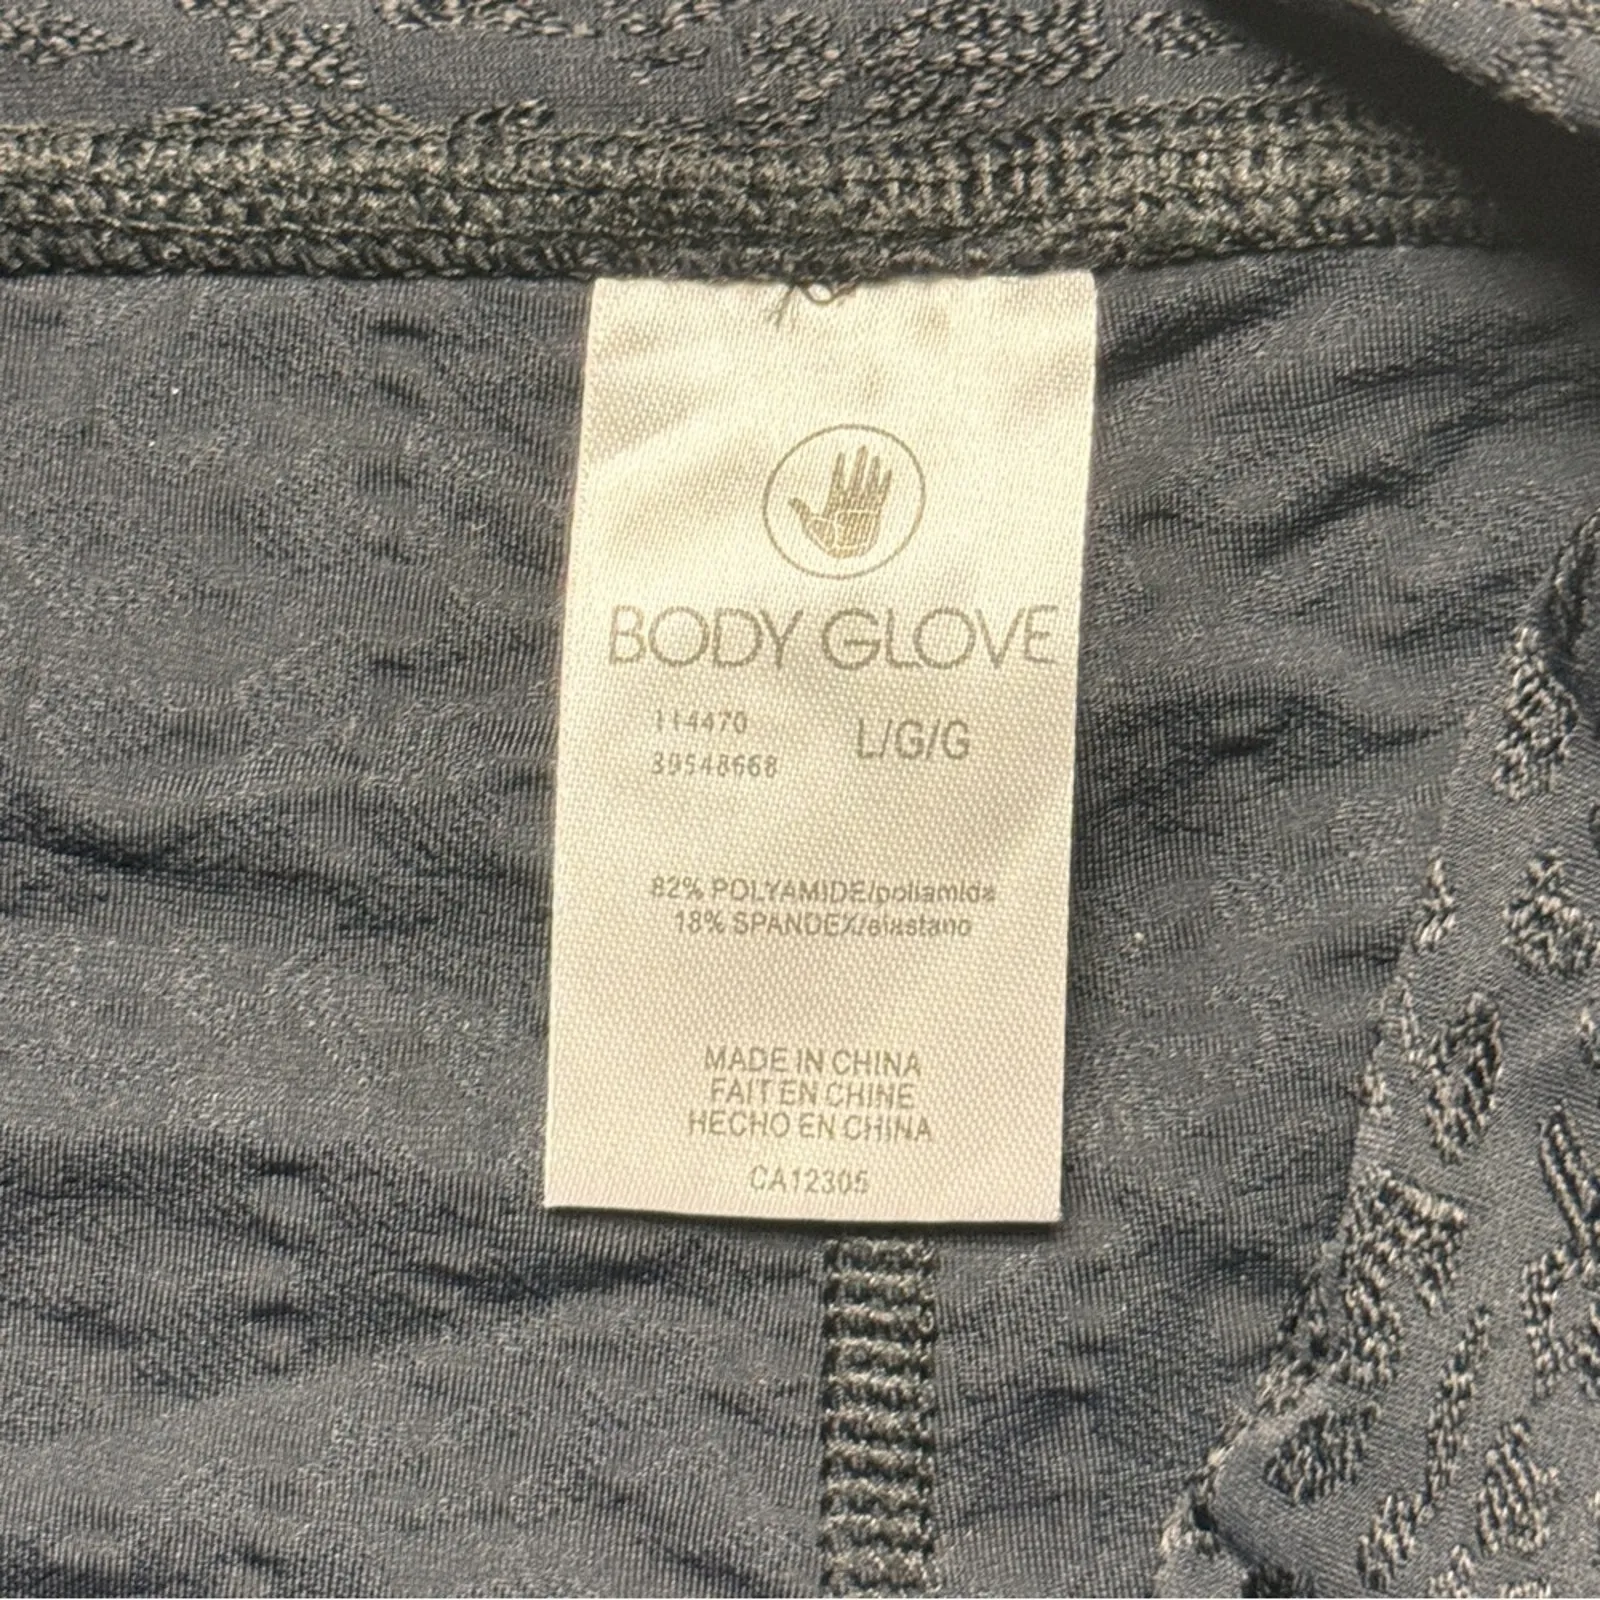 BODY GLOVE
114470
39548668
L/G/G
82% POLYAMIDE/poliamida
18% SPANDEX/elastano
MADE IN CHINA
FAIT EN CHINE
HECHO EN CHINA
CA12305